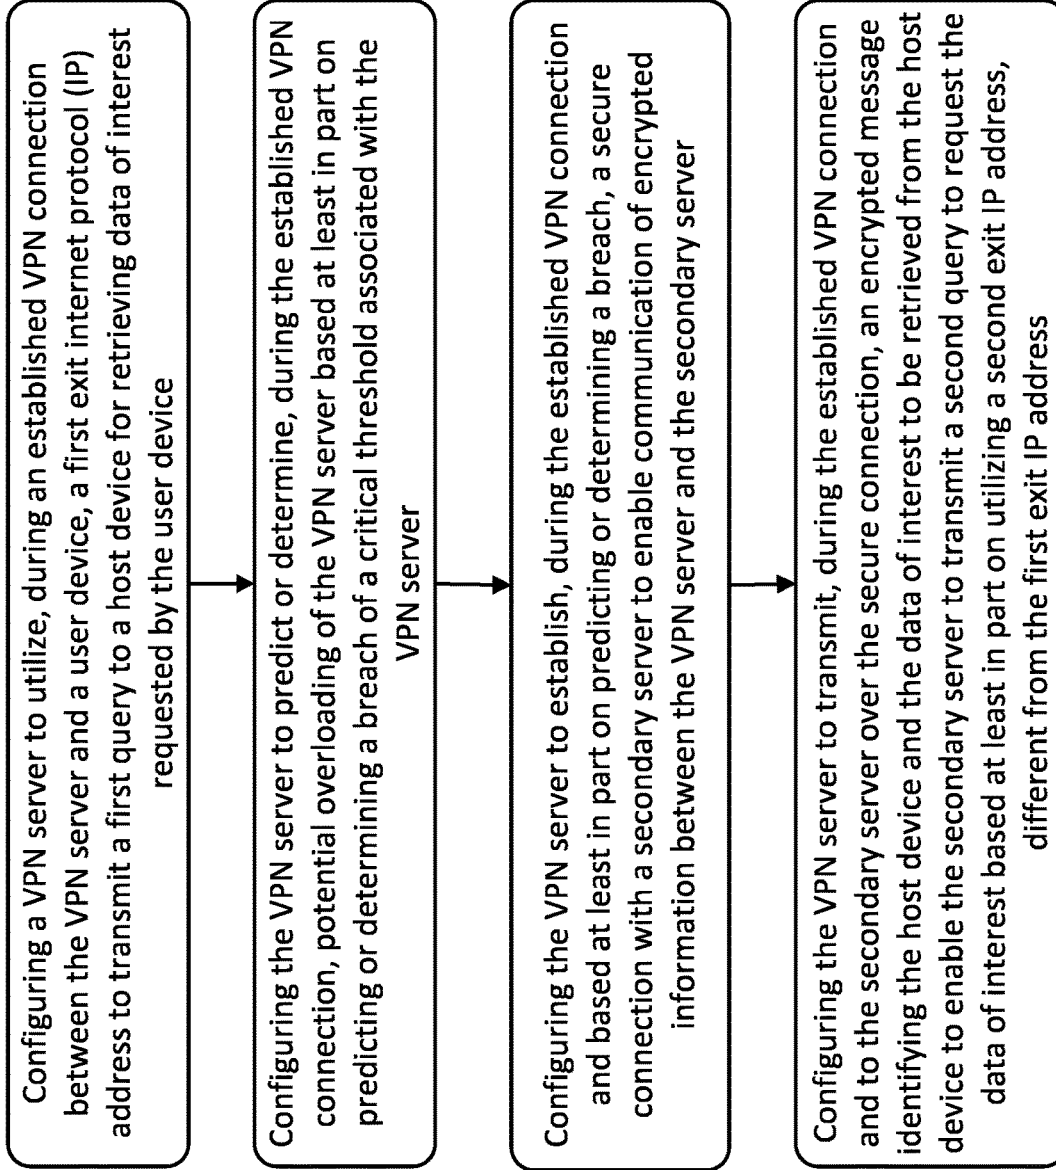 Configuring a VPN server to utilize, during an established VPN connection
between the VPN server and a user device, a first exit internet protocol (IP)
address to transmit a first query to a host device for retrieving data of interest
requested by the user device
Configuring the VPN server to predict or determine, during the established VPN
connection, potential overloading of the VPN server based at least in part on
predicting or determining a breach of a critical threshold associated with the
VPN server
Configuring the VPN server to establish, during the established VPN connection
and based at least in part on predicting or determining a breach, a secure
connection with a secondary server to enable communication of encrypted
information between the VPN server and the secondary server
Configuring the VPN server to transmit, during the established VPN connection
and to the secondary server over the secure connection, an encrypted message
identifying the host device and the data of interest to be retrieved from the host
device to enable the secondary server to transmit a second query to request the
data of interest based at least in part on utilizing a second exit IP address,
different from the first exit IP address